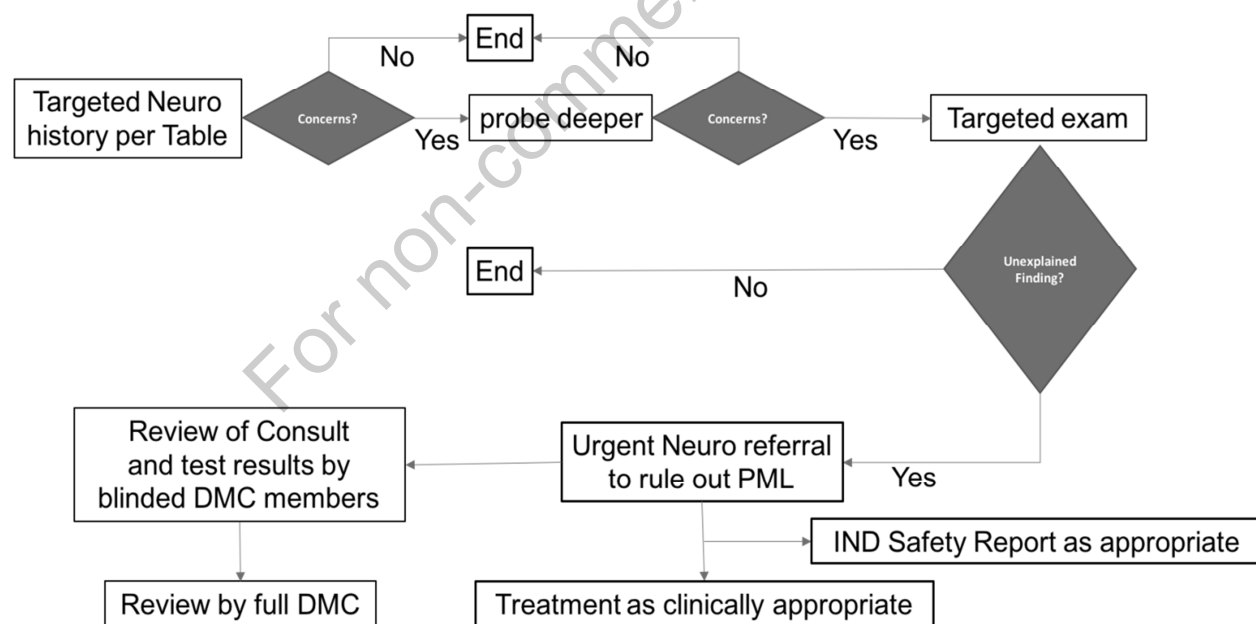 End
No
No
Targeted Neuro
history per Table
Concerns?
Yes
probe deeper
Concerns?
Yes
Targeted exam
Unexplained
Finding?
End
No
Review of Consult
and test results by
blinded DMC members
Urgent Neuro referral
to rule out PML
Yes
IND Safety Report as appropriate
Review by full DMC
Treatment as clinically appropriate
For non-comme